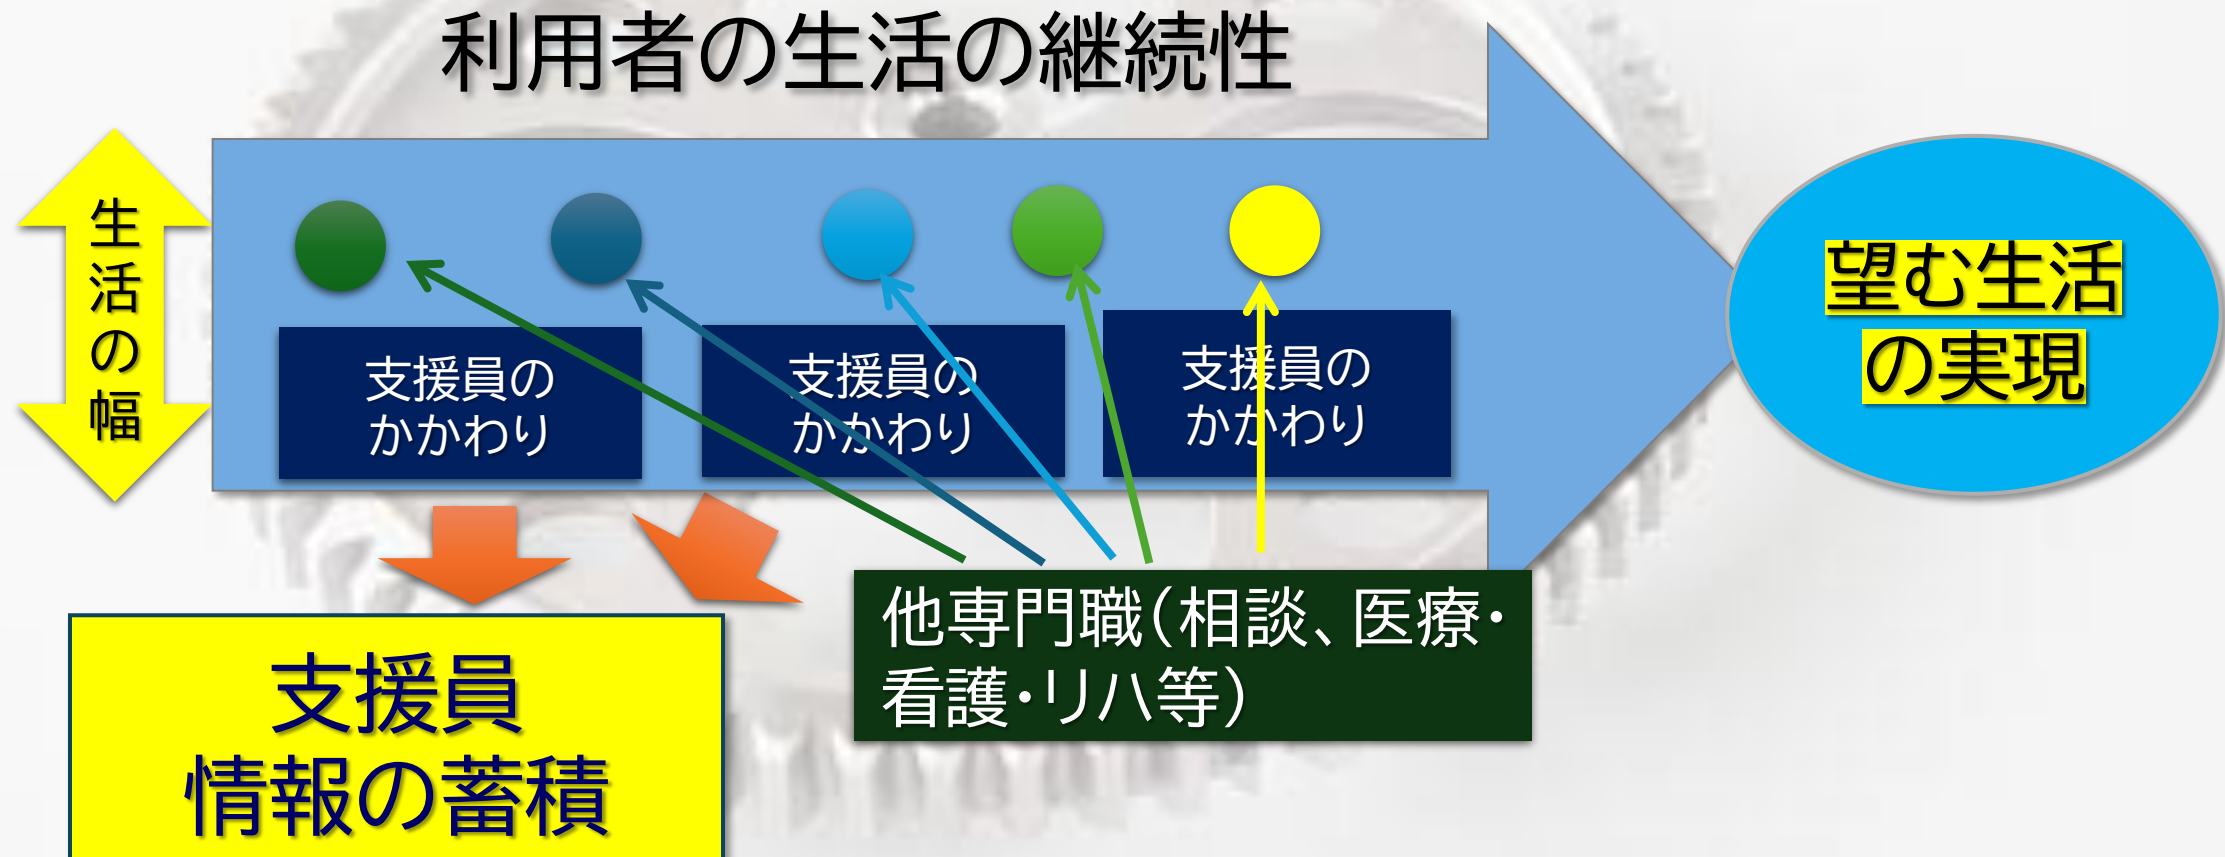 利用者の生活の継続性
生活の幅
支援員の
かかわり
支援員の
かかわり
支援員の
かかわり
望む生活
の実現
他専門職(相談、医療・
看護・リハ等)
支援員
情報の蓄積